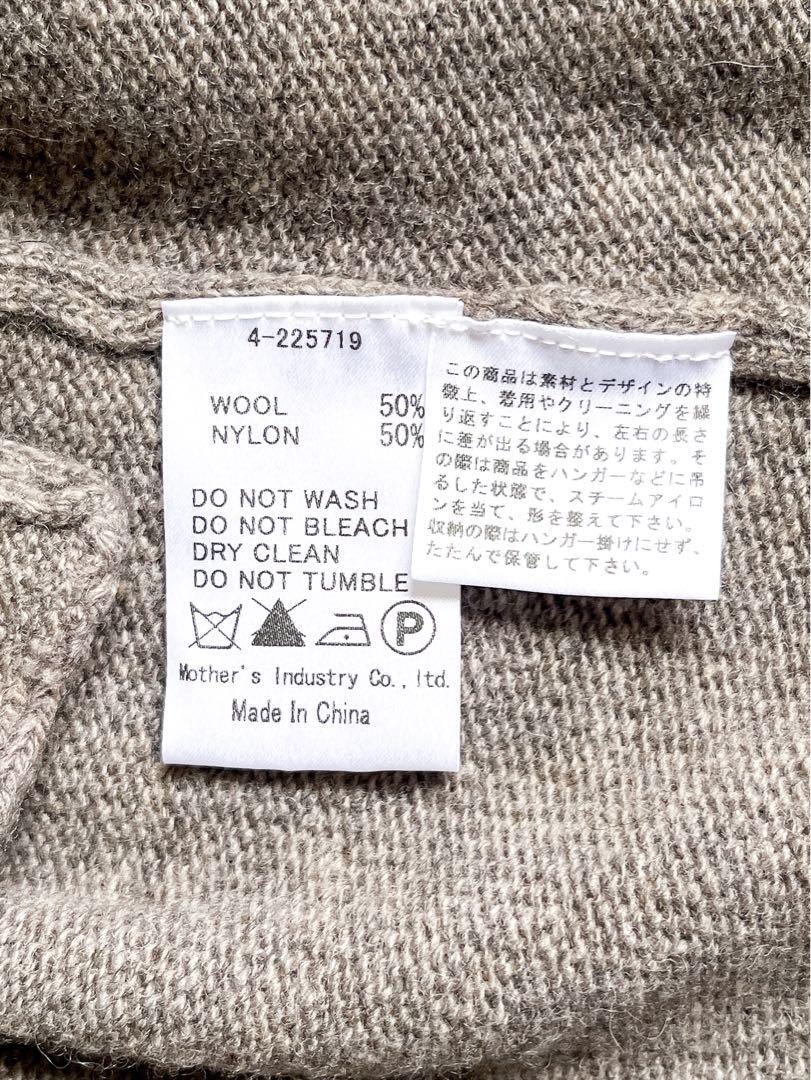 4-225719
WOOL 50%
NYLON 50%
DO NOT WASH
DO NOT BLEACH
DRY CLEAN
DO NOT TUMBLE
P
Mother's Industry Co., ltd.
Made In China
この商品は素材とデザインの特
徴上、着用やクリーニングを繰
り返すことにより、左右の長さ
に差が出る場合があります。そ
の際は商品をハンガーなどに吊
るした状態で、スチームアイロ
ンを当て、形を整えて下さい。
収納の際はハンガー掛けにせず、
たたんで保管して下さい。